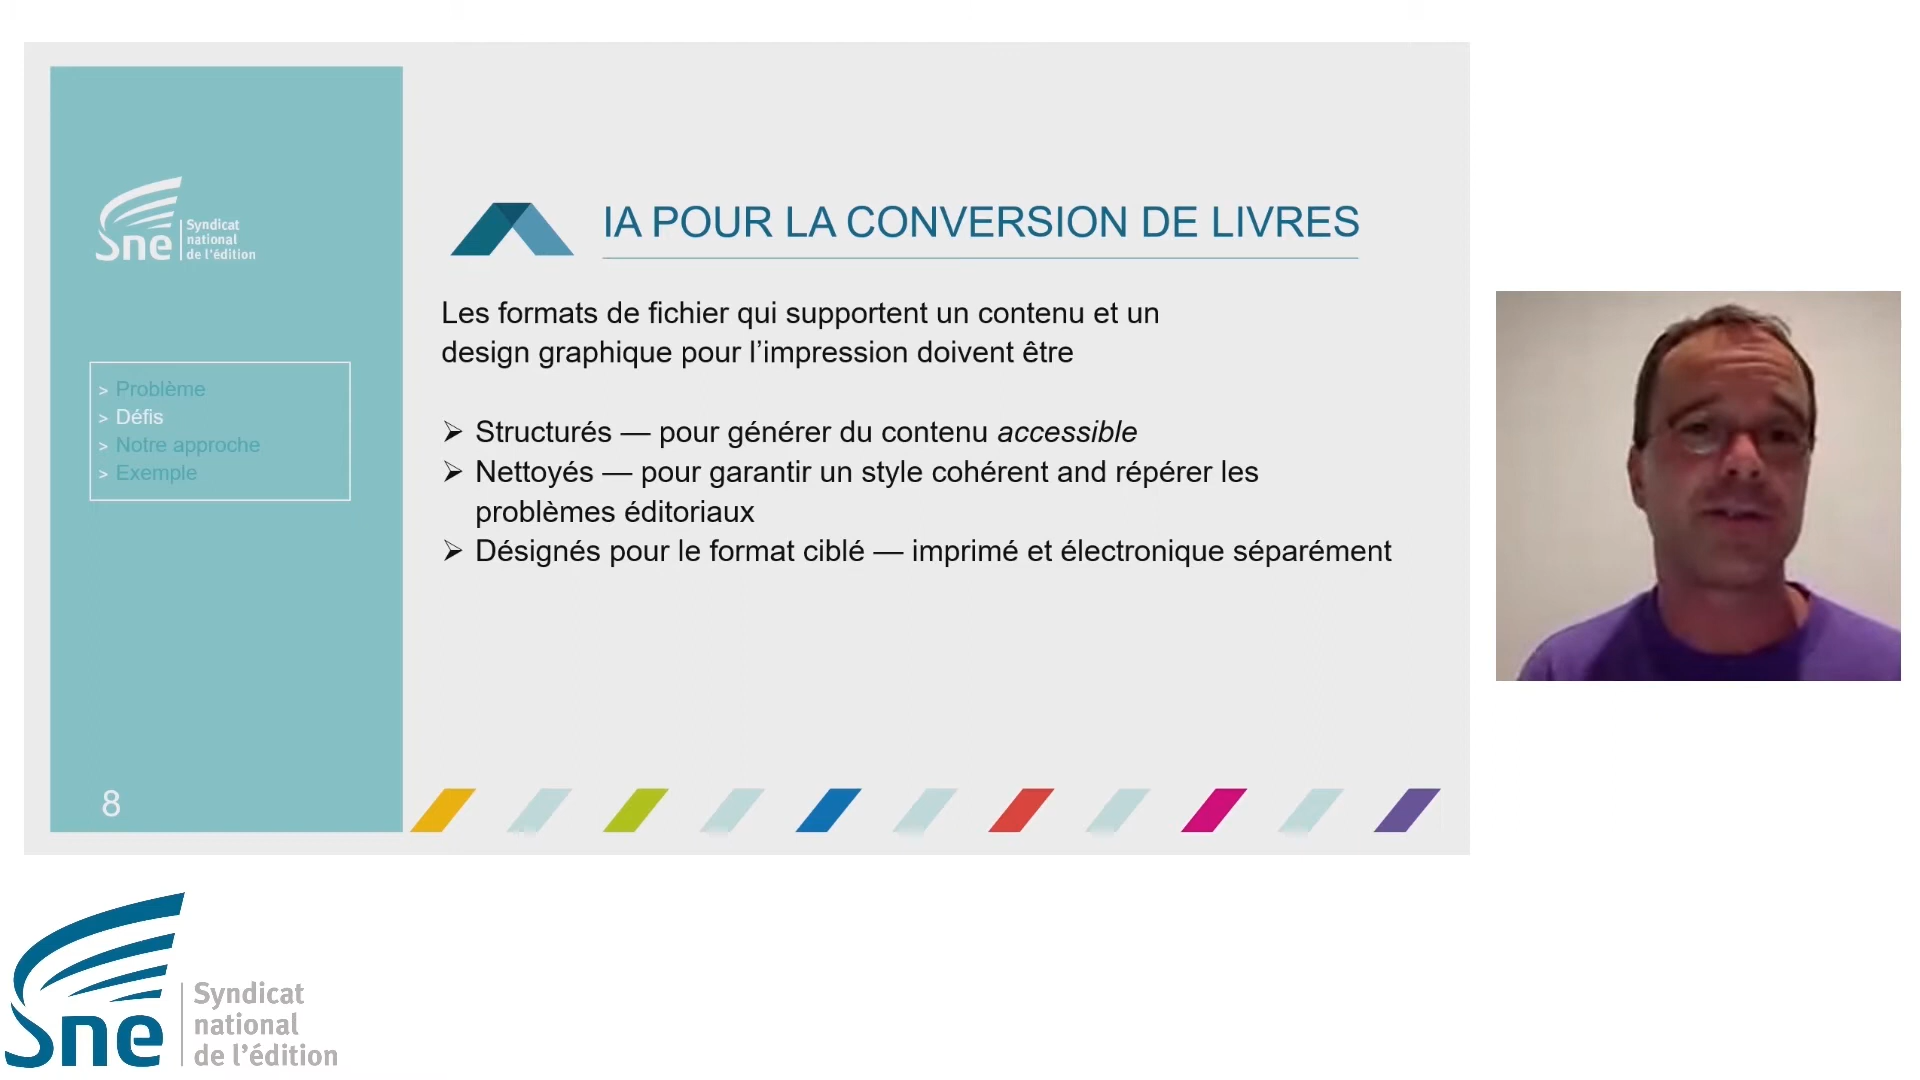 Sne
Syndicat
national
de l'édition
> Problème
> Défis
> Notre approche
> Exemple
8
IA POUR LA CONVERSION DE LIVRES
Les formats de fichier qui supportent un contenu et un
design graphique pour l’impression doivent être
➢ Structurés — pour générer du contenu accessible
➢ Nettoyés — pour garantir un style cohérent and répérer les
problèmes éditoriaux
➢ Désignés pour le format ciblé — imprimé et électronique séparément
Sne
Syndicat
national
de l'édition